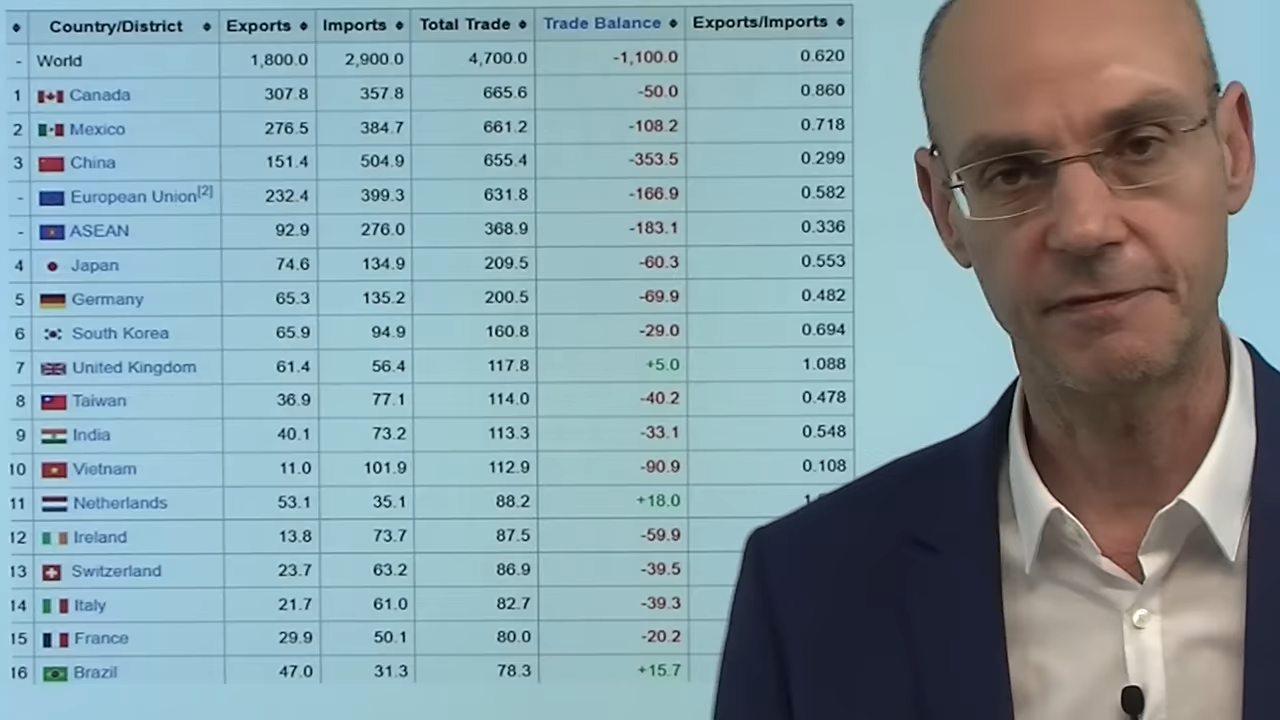 Country/District Exports Imports Total Trade Trade Balance Exports/Imports
- World 1,800.0 2,900.0 4,700.0 -1,100.0 0.620
1 Canada 307.8 357.8 665.6 -50.0 0.860
2 Mexico 276.5 384.7 661.2 -108.2 0.718
3 China 151.4 504.9 655.4 -353.5 0.299
- European Union[2] 232.4 399.3 631.8 -166.9 0.582
- ASEAN 92.9 276.0 368.9 -183.1 0.336
4 Japan 74.6 134.9 209.5 -60.3 0.553
5 Germany 65.3 135.2 200.5 -69.9 0.482
6 South Korea 65.9 94.9 160.8 -29.0 0.694
7 United Kingdom 61.4 56.4 117.8 +5.0 1.088
8 Taiwan 36.9 77.1 114.0 -40.2 0.478
9 India 40.1 73.2 113.3 -33.1 0.548
10 Vietnam 11.0 101.9 112.9 -90.9 0.108
11 Netherlands 53.1 35.1 88.2 +18.0
12 Ireland 13.8 73.7 87.5 -59.9
13 Switzerland 23.7 63.2 86.9 -39.5
14 Italy 21.7 61.0 82.7 -39.3
15 France 29.9 50.1 80.0 -20.2
16 Brazil 47.0 31.3 78.3 +15.7